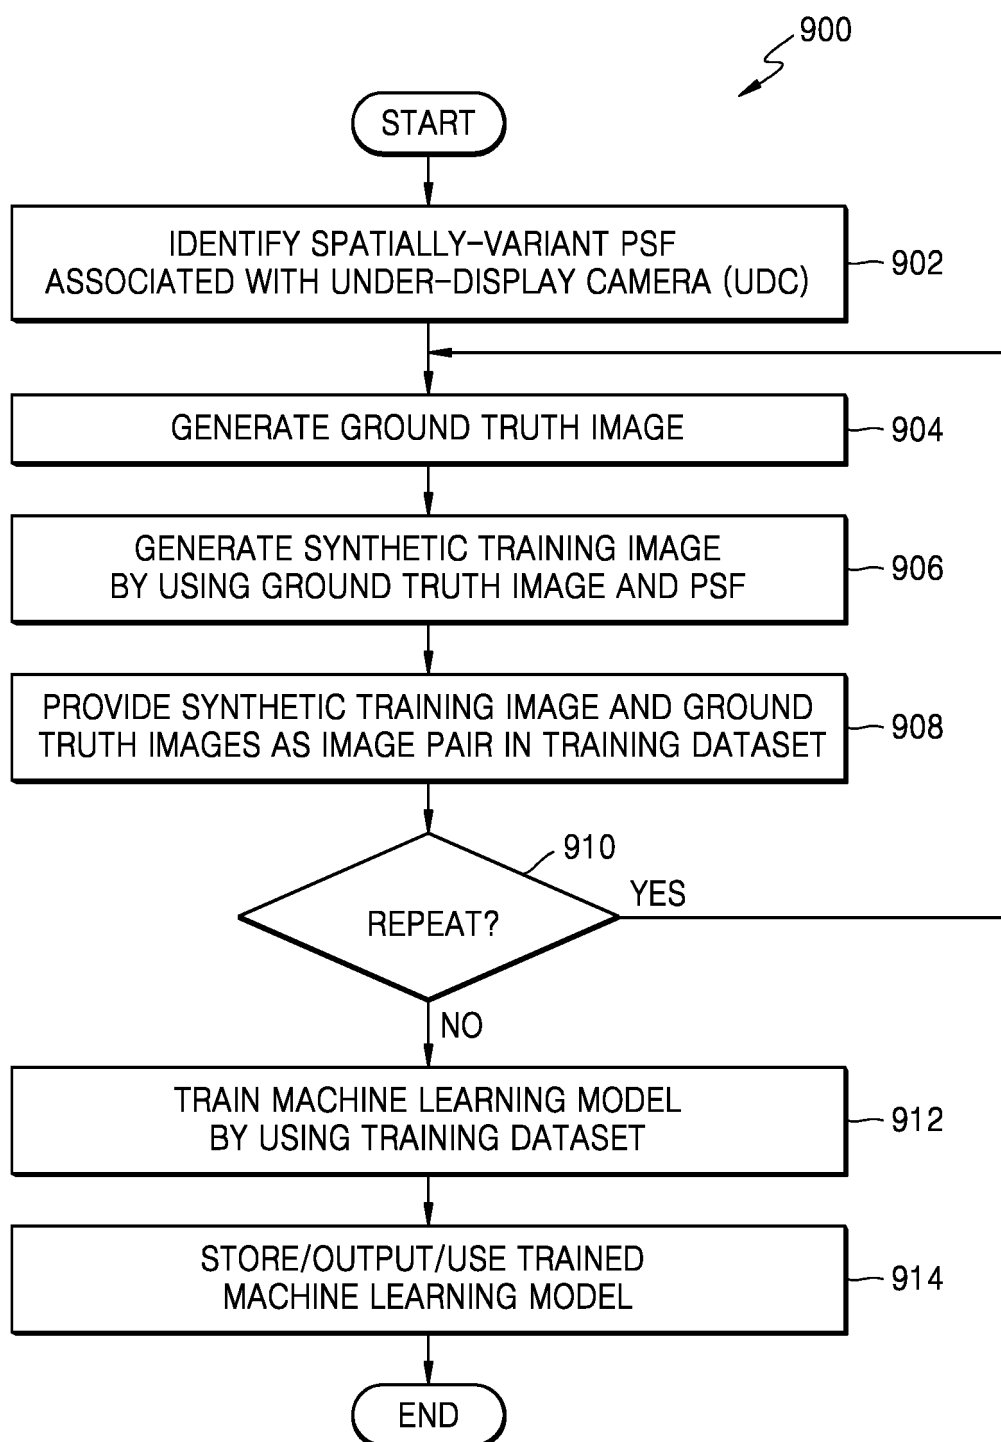 900
START
IDENTIFY SPATIALLY-VARIANT PSF
ASSOCIATED WITH UNDER-DISPLAY CAMERA (UDC)
902
GENERATE GROUND TRUTH IMAGE
904
GENERATE SYNTHETIC TRAINING IMAGE
BY USING GROUND TRUTH IMAGE AND PSF
906
PROVIDE SYNTHETIC TRAINING IMAGE AND GROUND
TRUTH IMAGES AS IMAGE PAIR IN TRAINING DATASET
908
910
REPEAT?
YES
NO
TRAIN MACHINE LEARNING MODEL
BY USING TRAINING DATASET
912
STORE/OUTPUT/USE TRAINED
MACHINE LEARNING MODEL
914
END